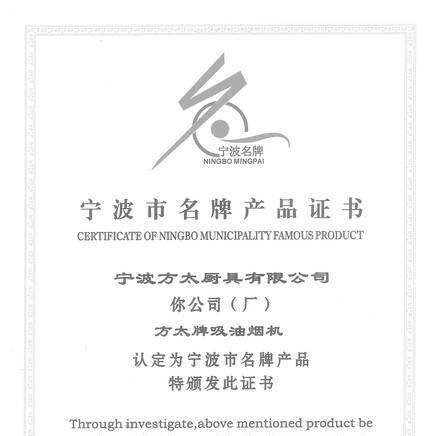 宁波名牌
NINGBO MINGPAI
宁波市名牌产品证书
CERTIFICATE OF NINGBO MUNICIPALITY FAMOUS PRODUCT
宁波方太厨具有限公司
你公司（厂）
方太牌吸油烟机
认定为宁波市名牌产品
特颁发此证书
Through investigate,above mentioned product be